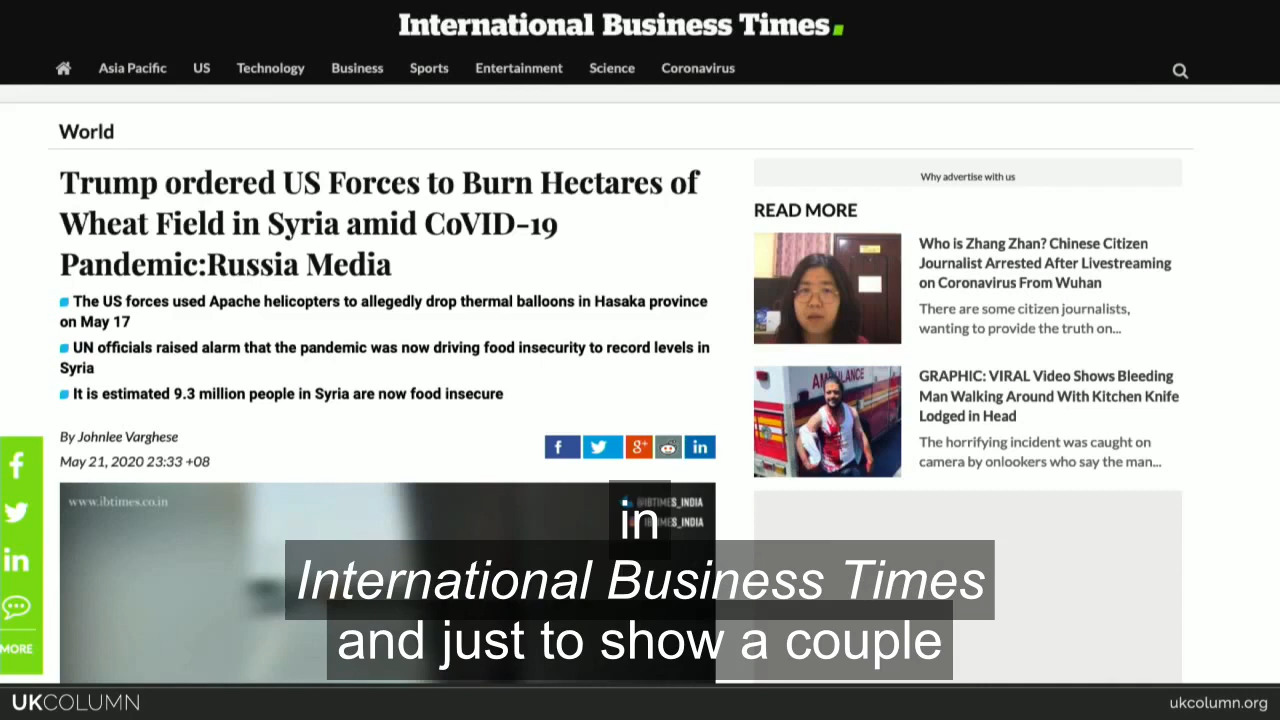 International Business Times.
Asia Pacific US Technology Business Sports Entertainment Science Coronavirus
World
Trump ordered US Forces to Burn Hectares of
Wheat Field in Syria amid CoVID-19
Pandemic:Russia Media
The US forces used Apache helicopters to allegedly drop thermal balloons in Hasaka province
on May 17
UN officials raised alarm that the pandemic was now driving food insecurity to record levels in
Syria
It is estimated 9.3 million people in Syria are now food insecure
By Johnlee Varghese
May 21, 2020 23:33 +08
f
g+
in
f
in
MORE
www.ibtimes.co.in
@IBTIMES_INDIA
IBTIMES_INDIA
Why advertise with us
READ MORE
Who is Zhang Zhan? Chinese Citizen
Journalist Arrested After Livestreaming
on Coronavirus From Wuhan
There are some citizen journalists,
wanting to provide the truth on...
AMBULANCE
GRAPHIC: VIRAL Video Shows Bleeding
Man Walking Around With Kitchen Knife
Lodged in Head
The horrifying incident was caught on
camera by onlookers who say the man...
in
International Business Times
and just to show a couple
UKCOLUMN
ukcolumn.org